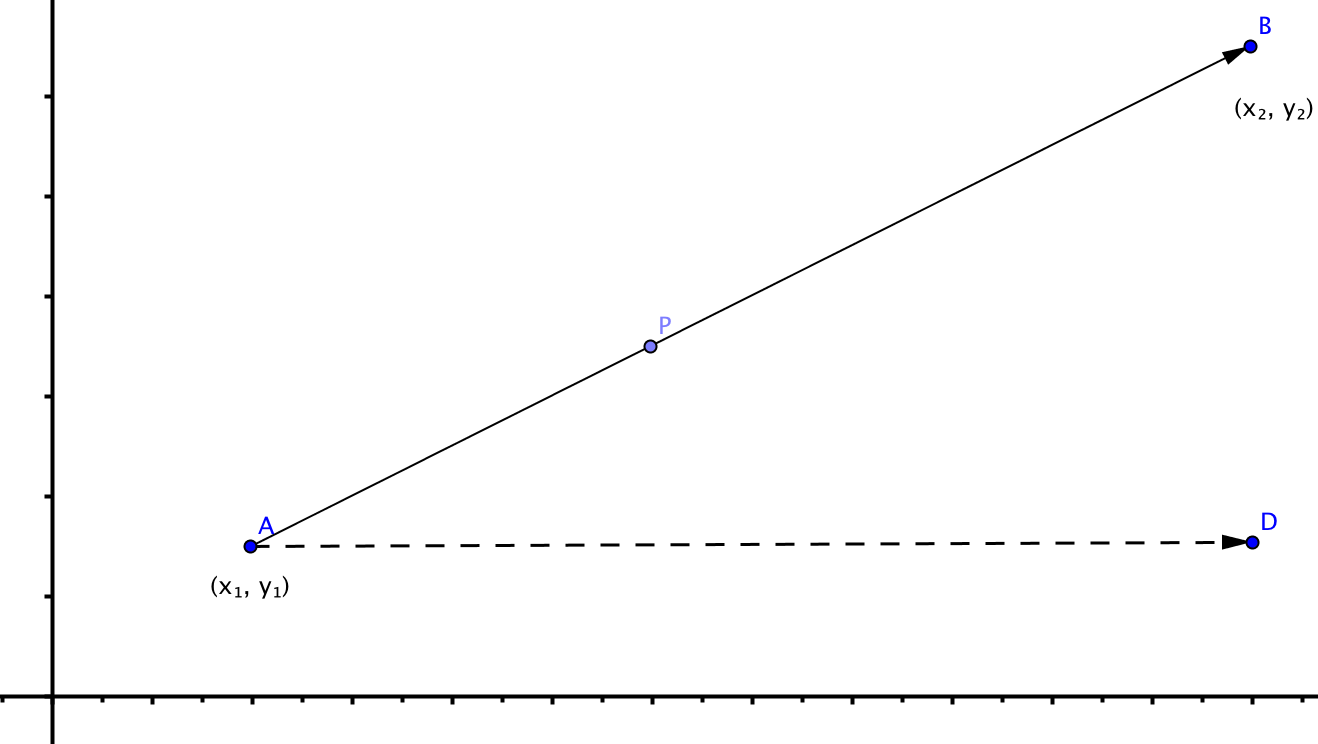 B
(x₂, y₂)
P
A
D
(x₁, y₁)